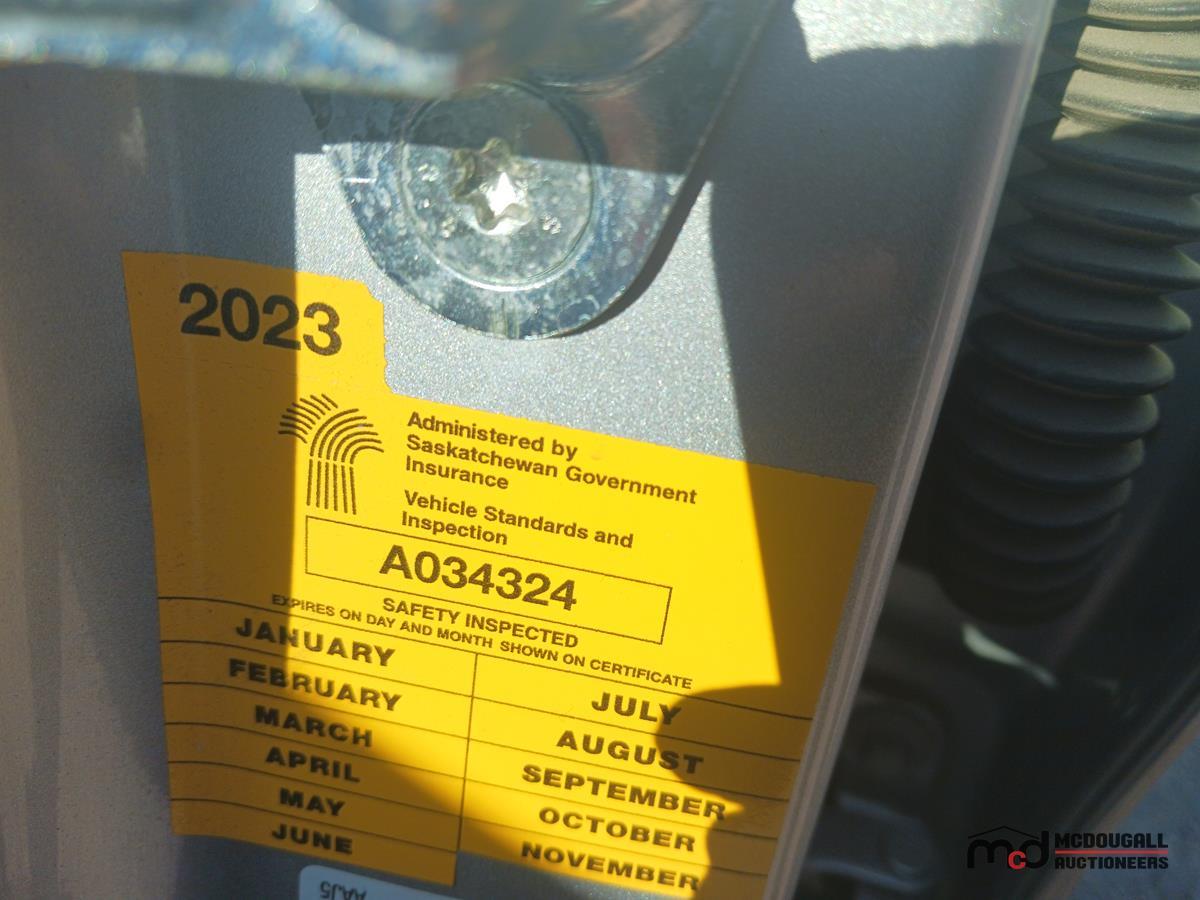 2023
Administered by
Saskatchewan Government
Insurance
Vehicle Standards and
Inspection
A034324
SAFETY INSPECTED
EXPIRES ON DAY AND MONTH SHOWN ON CERTIFICATE
JANUARY
FEBRUARY
MARCH
APRIL
MAY
JUNE
JULY
AUGUST
SEPTEMBER
OCTOBER
NOVEMBER
mcd MCDOUGALL
AUCTIONEERS